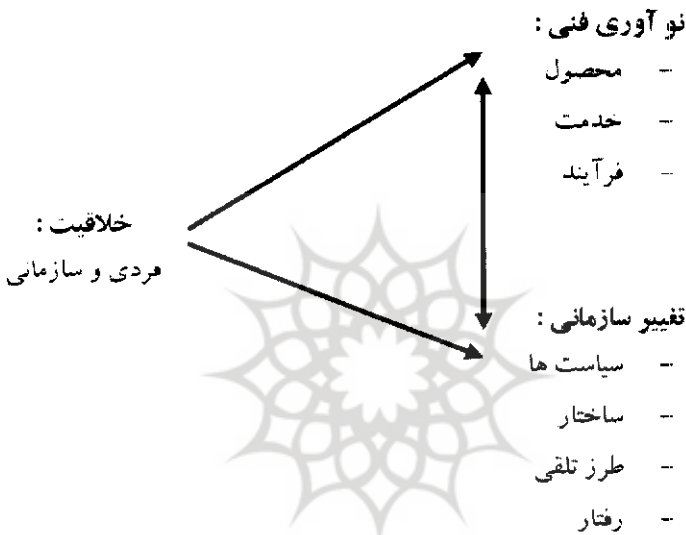 نو آوری فنی :
- محصول
- خدمت
- فرآیند
خلاقیت :
فردی و سازمانی
تغییر سازمانی :
- سیاست ها
- ساختار
- طرز تلقی
- رفتار